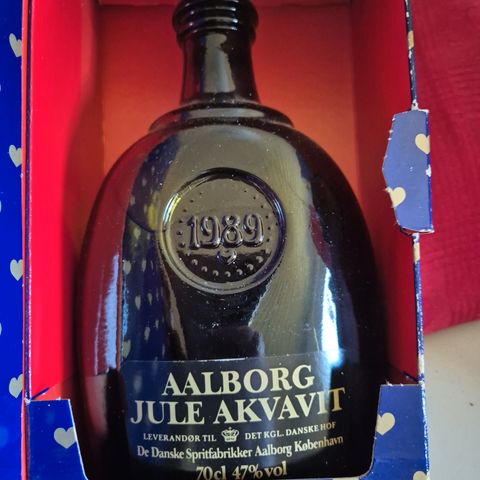 1989
AALBORG
JULE AKVAVIT
LEVERANDØR TIL DET KGL. DANSKE HOF
De Danske Spritfabrikker Aalborg København
70 cl 47% vol